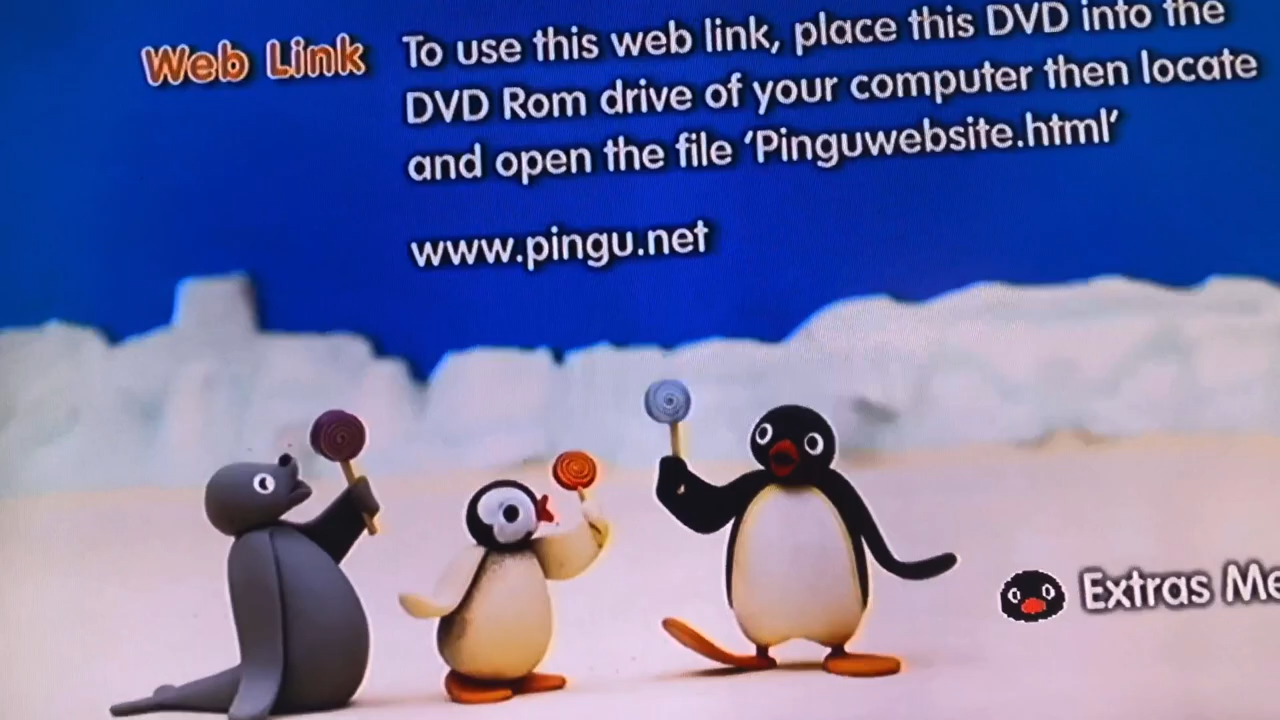 Web Link
To use this web link, place this DVD into the
DVD Rom drive of your computer then locate
and open the file ‘Pinguwebsite.html’
www.pingu.net
Extras Me